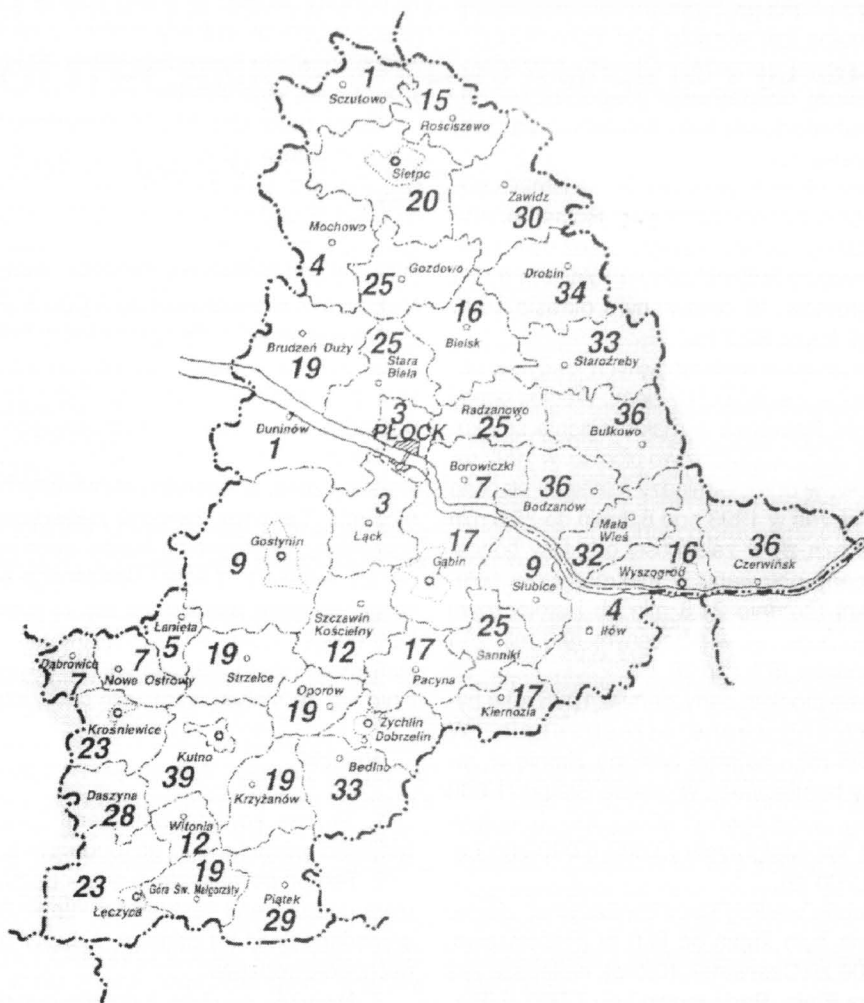 1
Sczutowo
15
Rościszewo
Sierpc
20
Zawidz
30
Mochowo
4
Gozdowo
25
Drobin
34
16
Bielsk
Brudzeń Duży
19
25
Stara
Biała
33
Staroźreby
3
PŁOCK
Radzanowo
25
36
Bulkowo
Duninów
1
Borowiczki
7
36
Bodzanów
Mała
Wieś
32
3
Łąck
17
Gąbin
9
Słubice
16
Wyszogród
36
Czerwińsk
9
Gostynin
4
Iłów
Szczawin
Kościelny
12
Łanięta
5
25
Sanniki
Dąbrowice
7
7
Nowe Ostrowy
19
Strzelce
17
Pacyna
17
Kiernozia
Oporów
19
Krośniewice
23
Żychlin
Dobrzelin
Kutno
39
Bedlno
33
19
Krzyżanów
Daszyna
28
Witonia
12
23
Łęczyca
19
Góra Św. Małgorzaty
Piątek
29